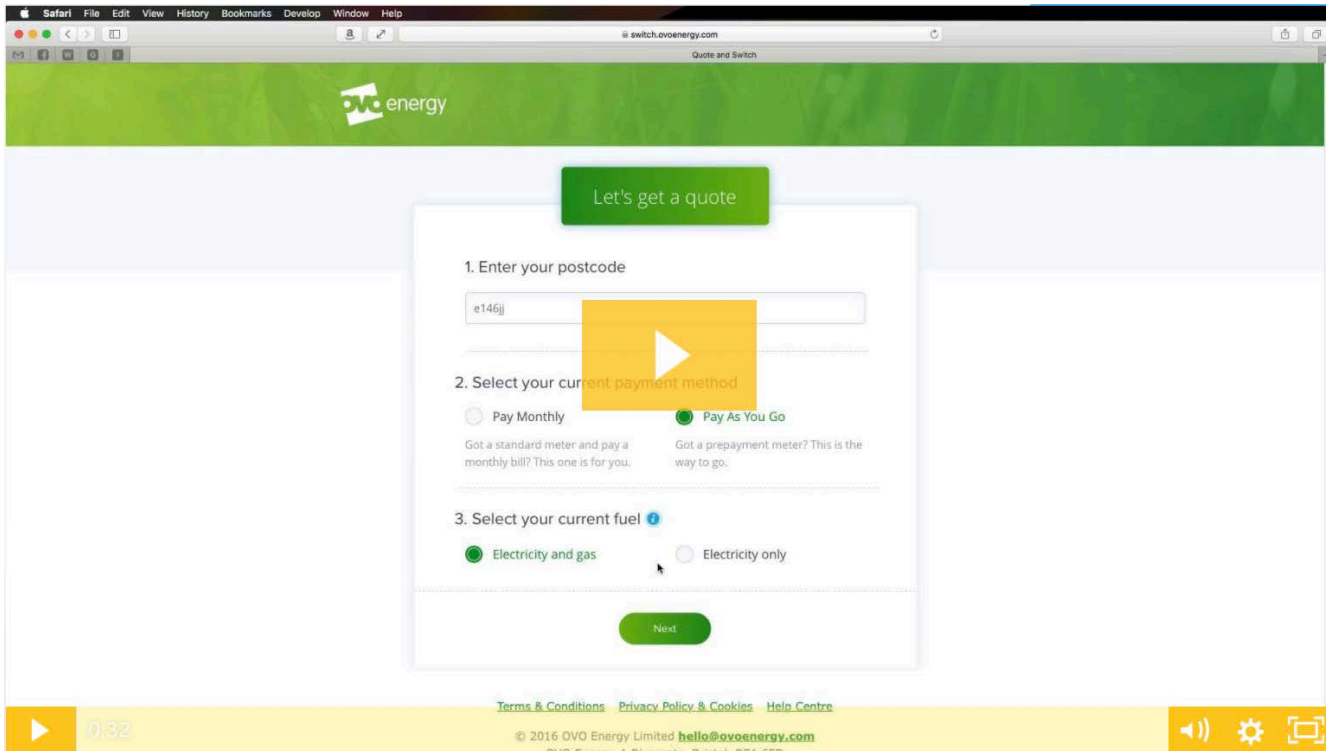 Safari File Edit View History Bookmarks Develop Window Help
switch.ovoenergy.com
Quote and Switch
ovo energy
Let's get a quote
1. Enter your postcode
e146jj
2. Select your current payment method
Pay Monthly
Pay As You Go
Got a standard meter and pay a
monthly bill? This one is for you.
Got a prepayment meter? This is the
way to go.
3. Select your current fuel
Electricity and gas
Electricity only
Next
Terms & Conditions Privacy Policy & Cookies Help Centre
0:32
© 2016 OVO Energy Limited hello@ovoenergy.com